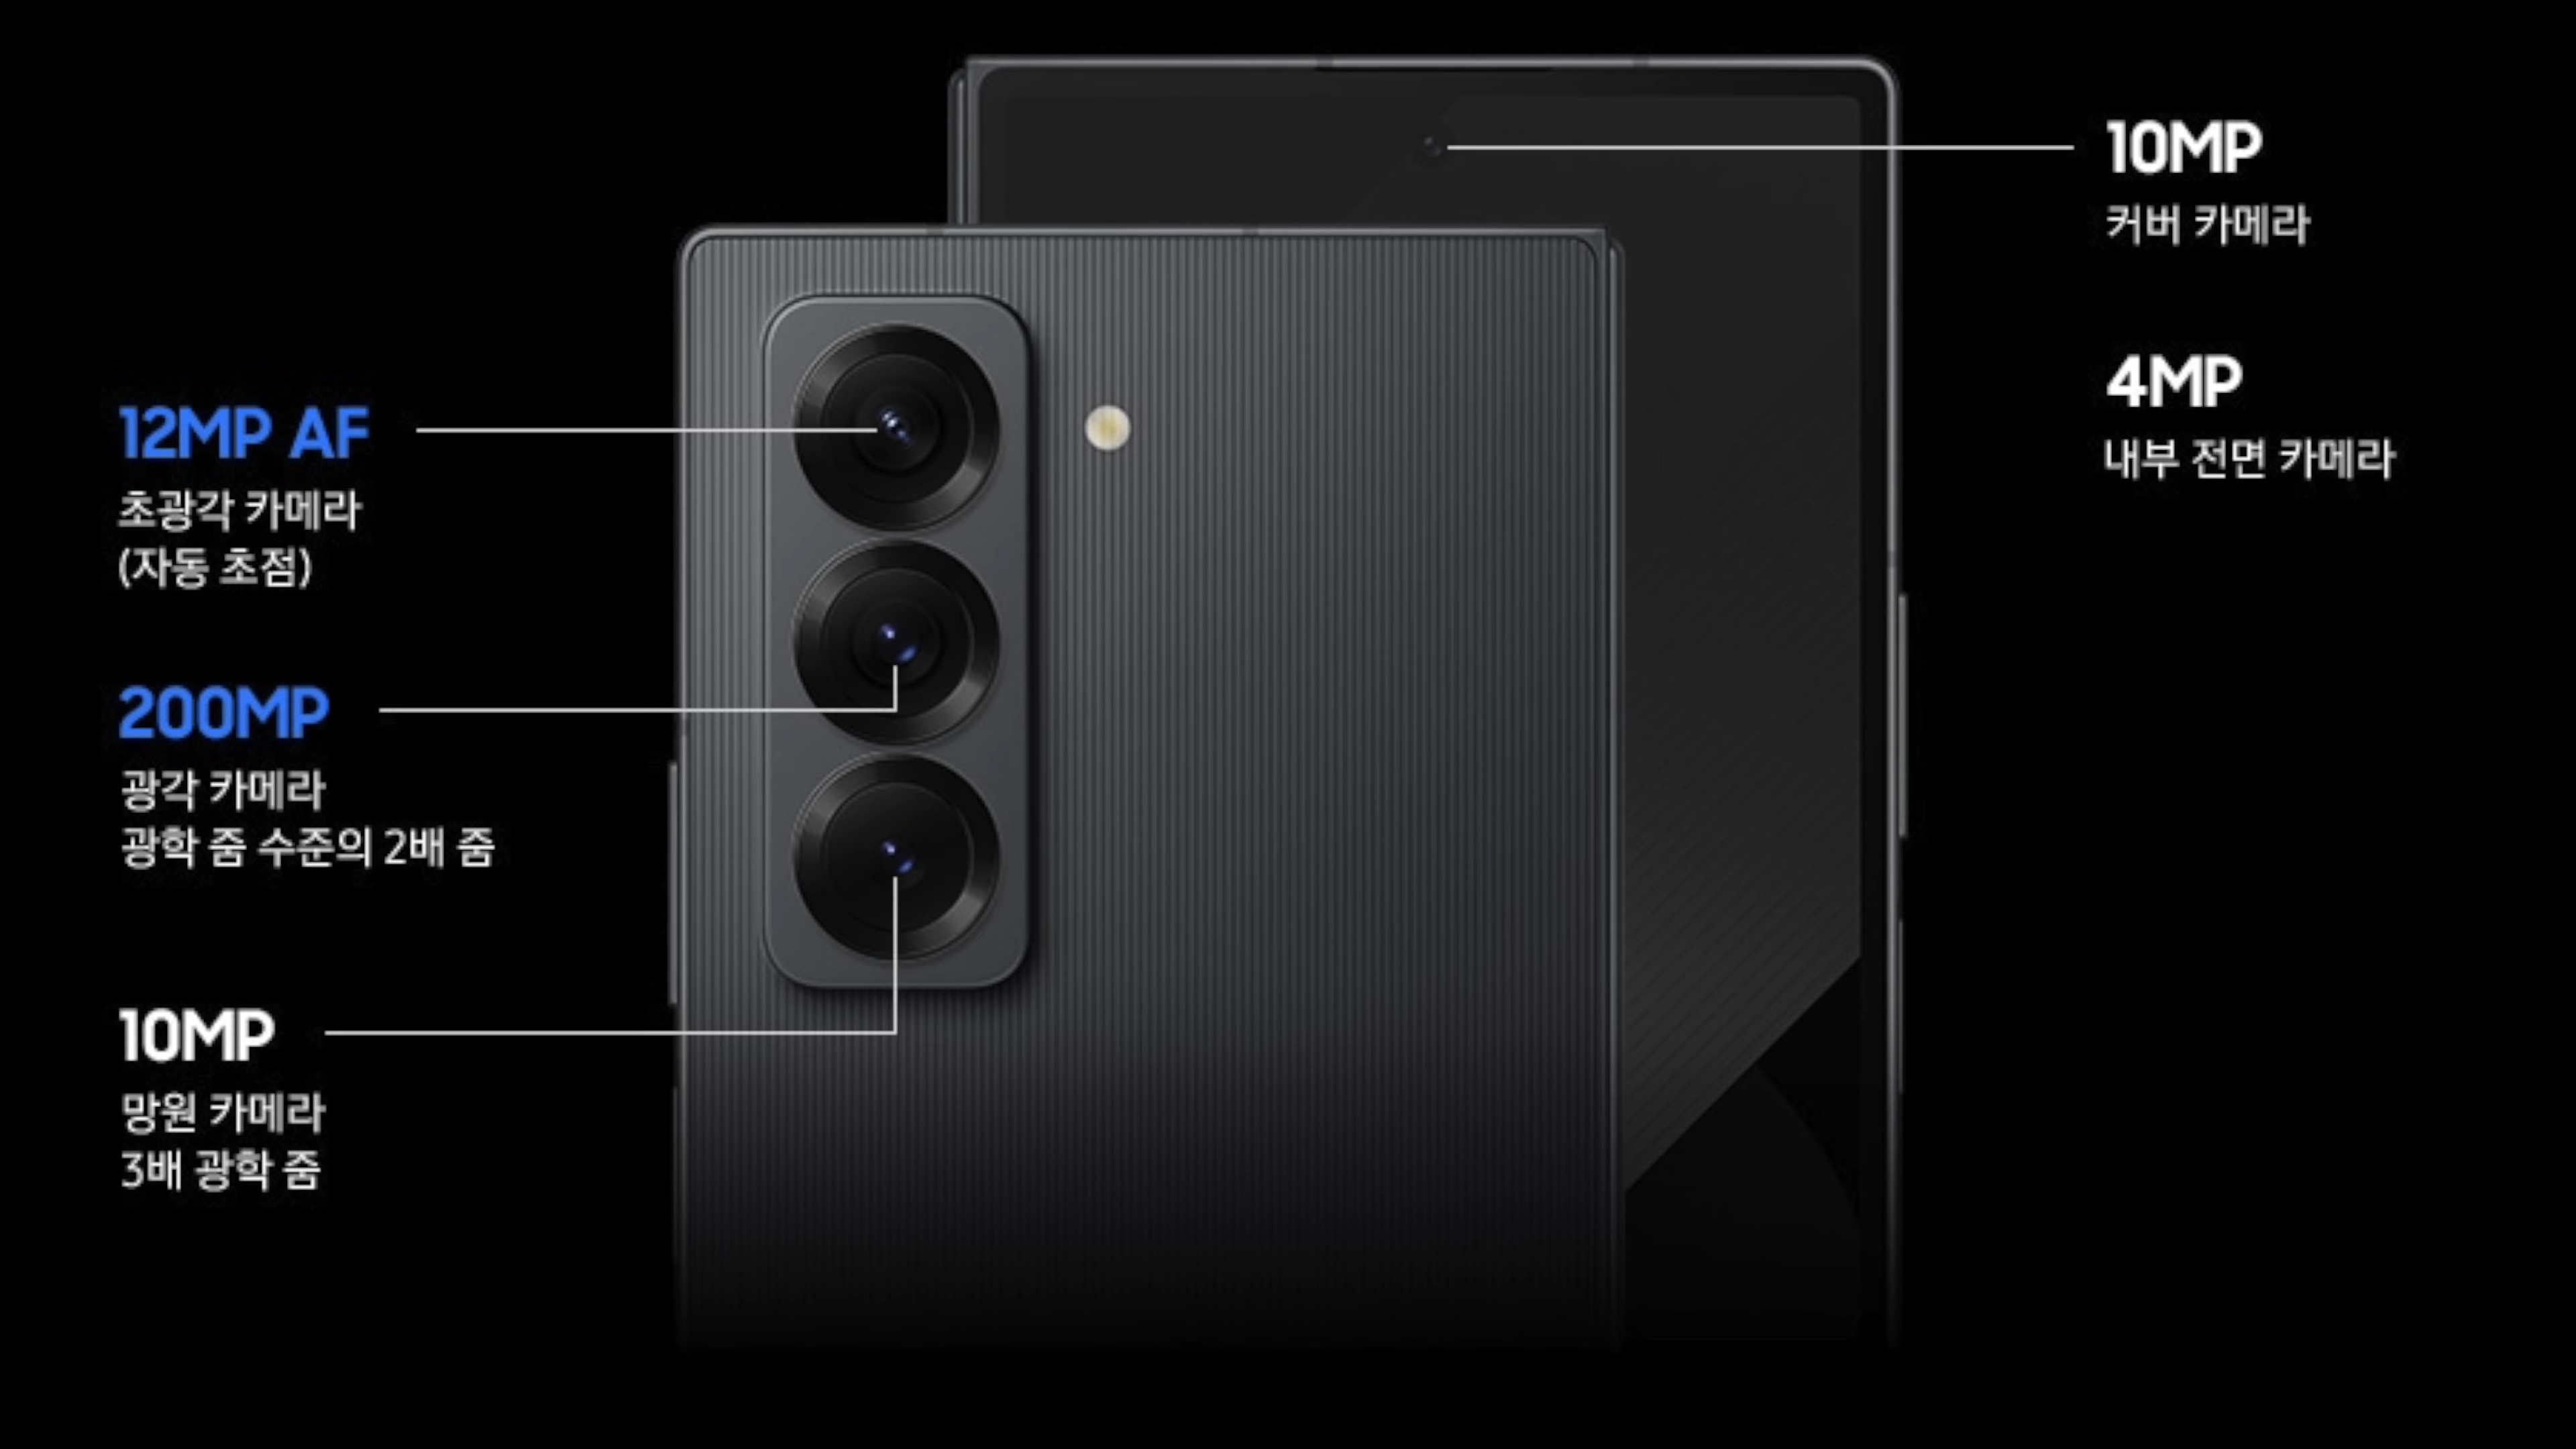 12MP AF
초광각 카메라
(자동 초점)
200MP
광각 카메라
광학 줌 수준의 2배 줌
10MP
망원 카메라
3배 광학 줌
10MP
커버 카메라
4MP
내부 전면 카메라